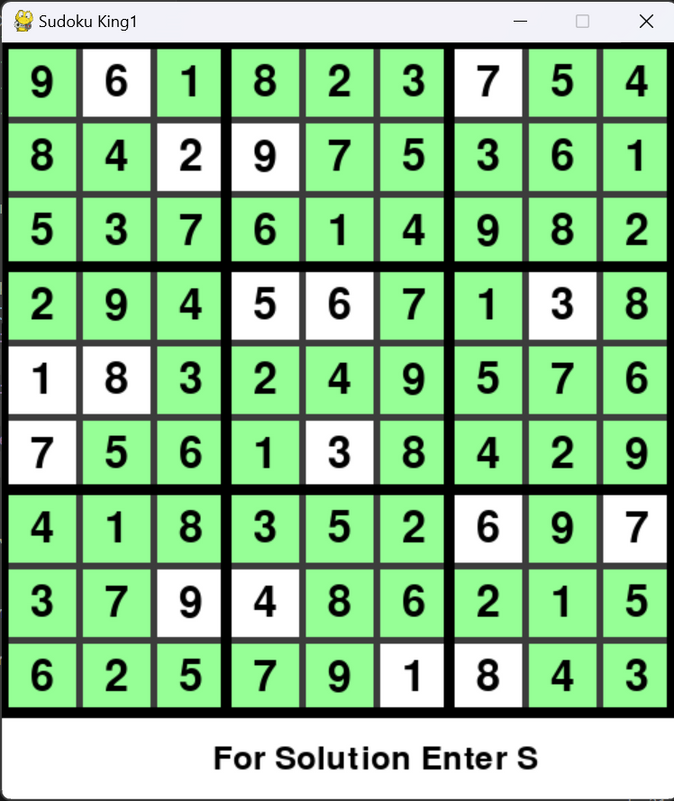 Sudoku King1
9 6 1 8 2 3 7 5 4
8 4 2 9 7 5 3 6 1
5 3 7 6 1 4 9 8 2
2 9 4 5 6 7 1 3 8
1 8 3 2 4 9 5 7 6
7 5 6 1 3 8 4 2 9
4 1 8 3 5 2 6 9 7
3 7 9 4 8 6 2 1 5
6 2 5 7 9 1 8 4 3
For Solution Enter S